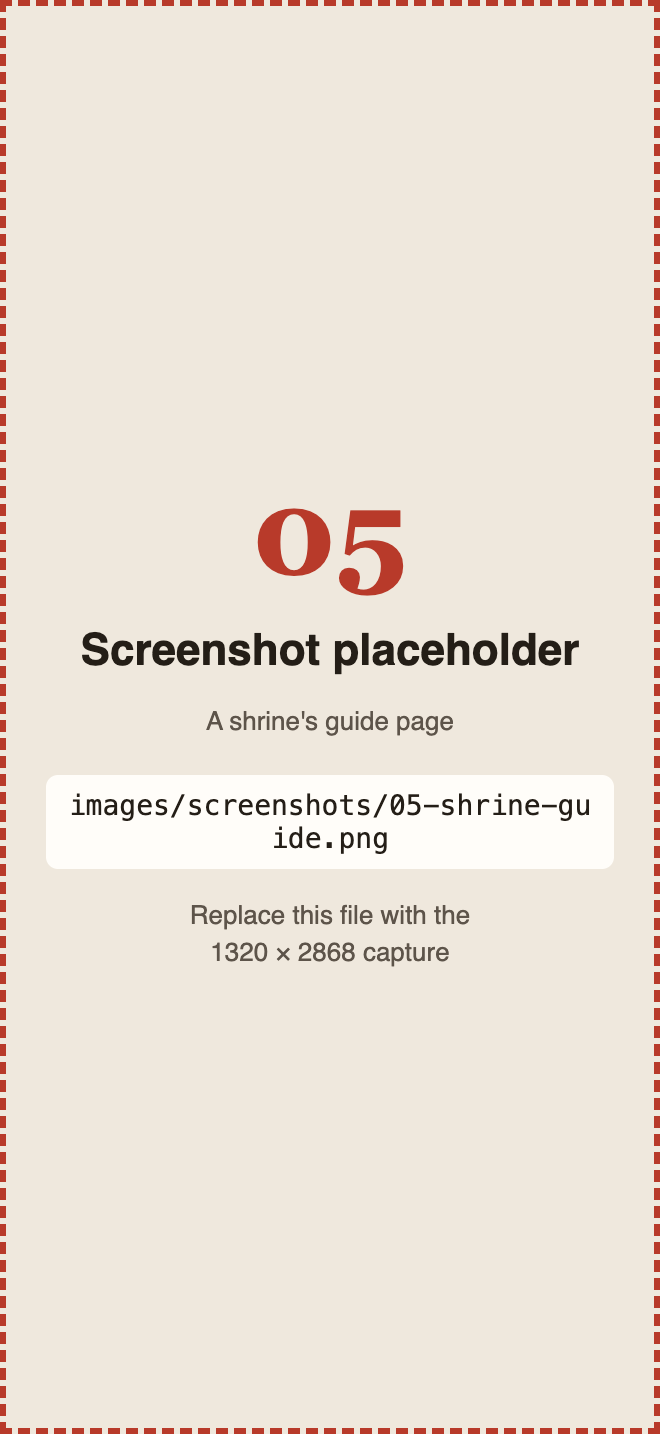 05
Screenshot placeholder
A shrine's guide page
images/screenshots/05-shrine-gu
ide.png
Replace this file with the
1320 × 2868 capture